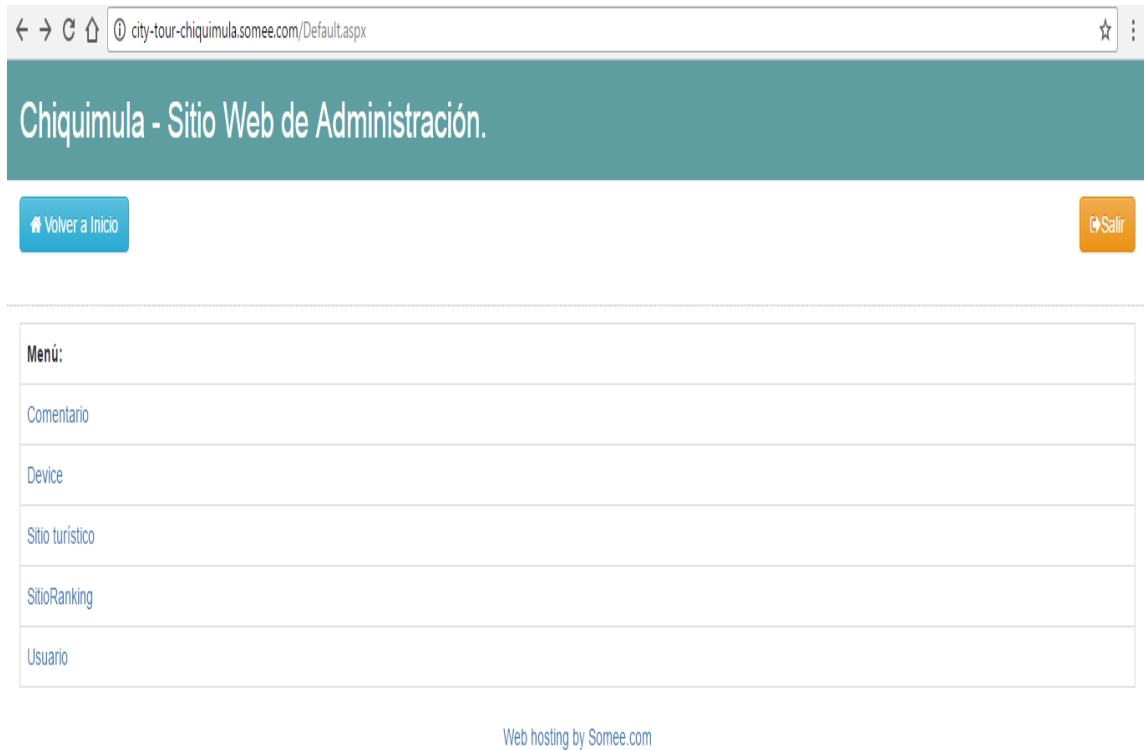 city-tour-chiquimula.somee.com/Default.aspx
Chiquimula - Sitio Web de Administración.
Volver a Inicio
Salir
Menú:
Comentario
Device
Sitio turístico
SitioRanking
Usuario
Web hosting by Somee.com